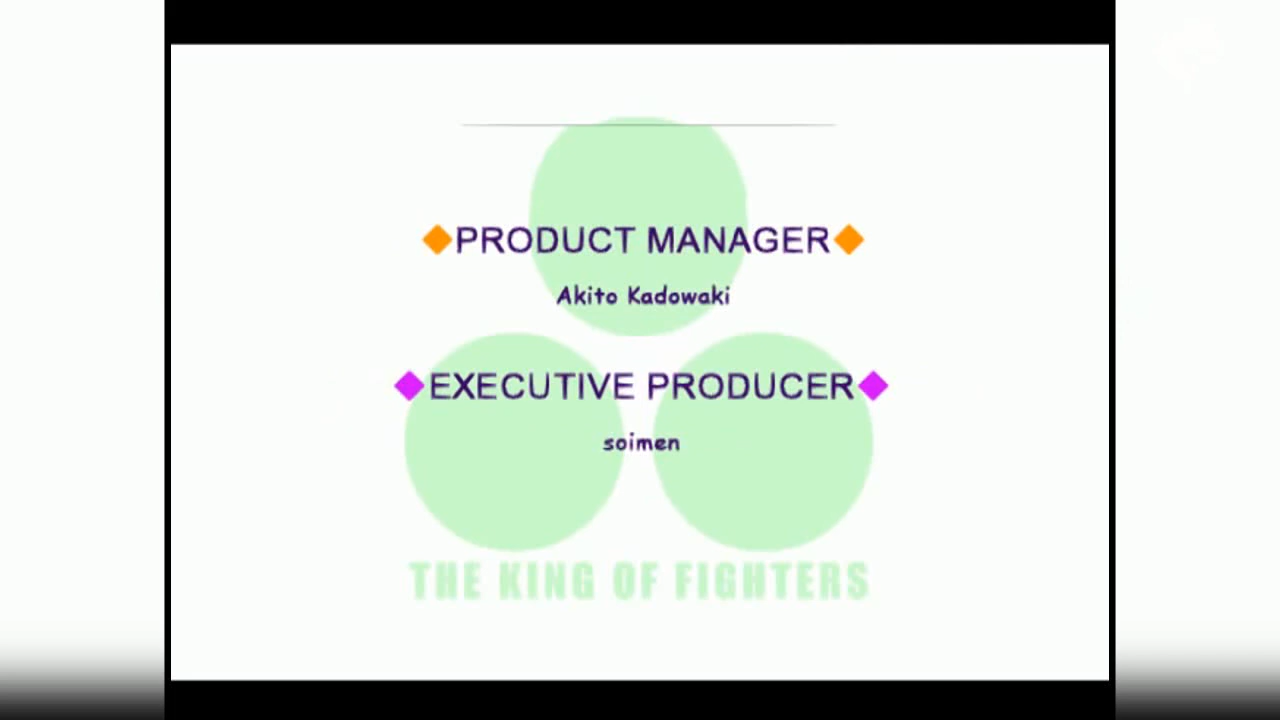 ◆PRODUCT MANAGER◆
Akito Kadowaki
◆EXECUTIVE PRODUCER◆
soimen
THE KING OF FIGHTERS